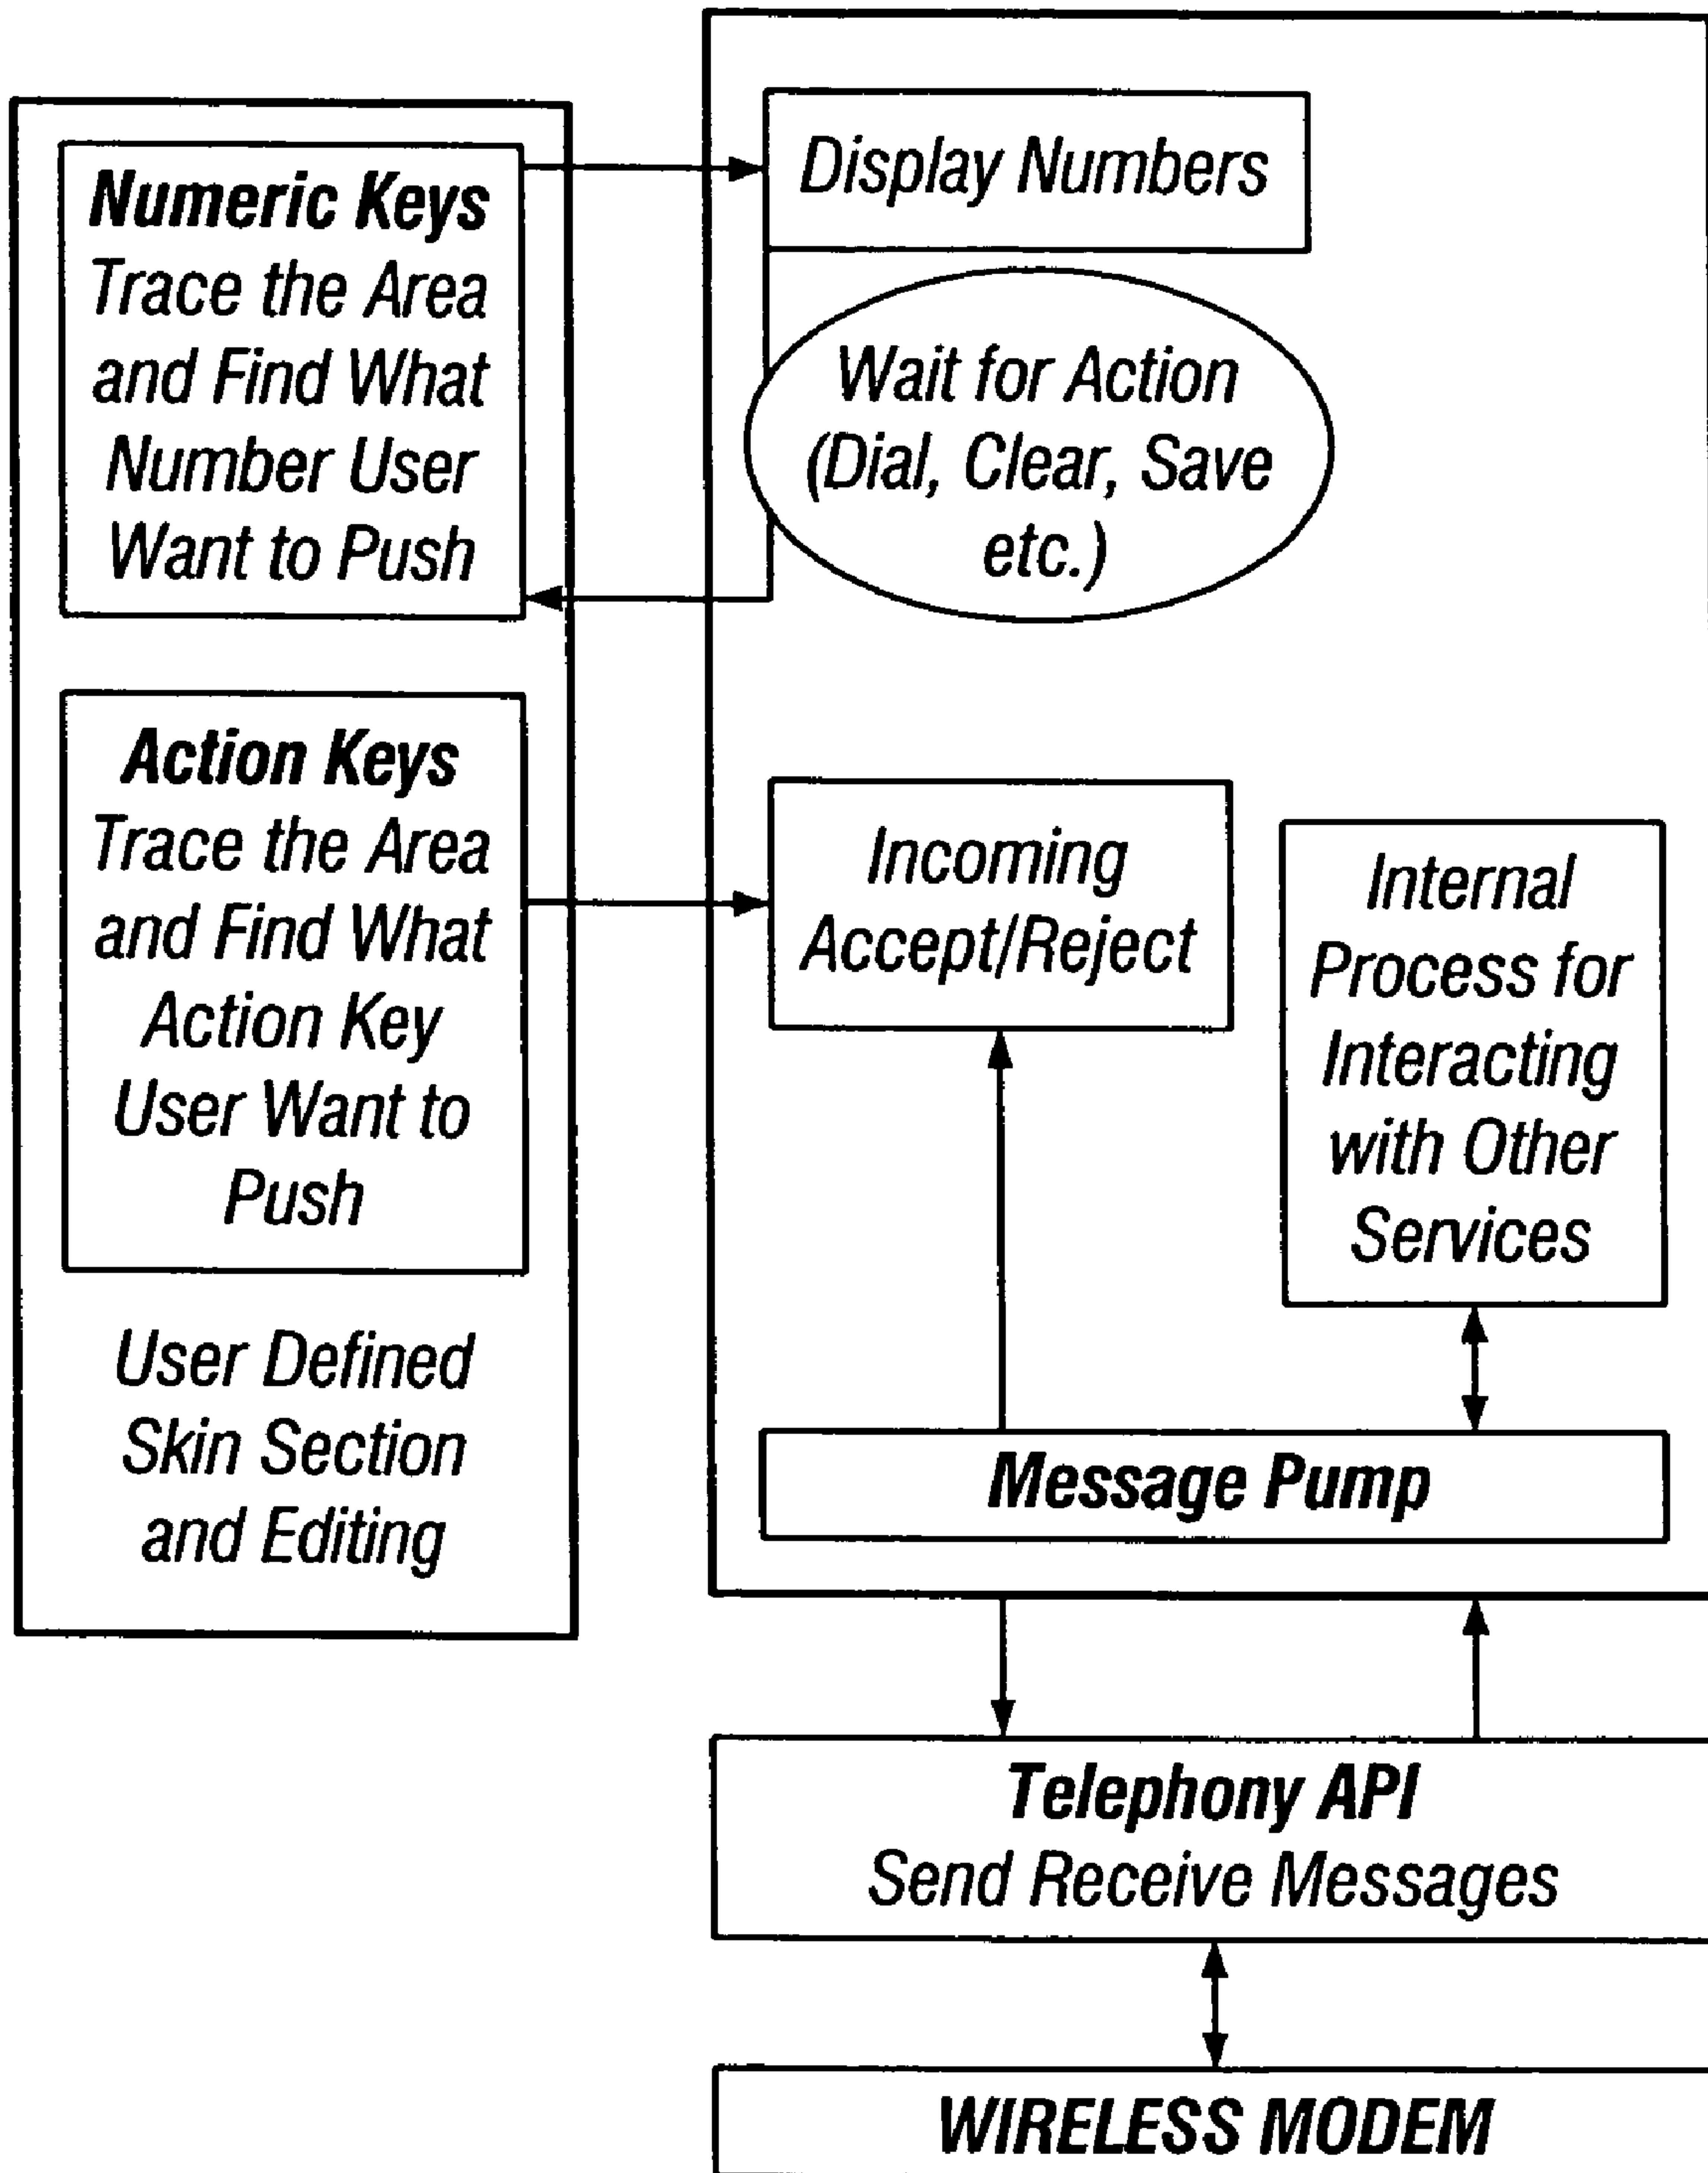 Numeric Keys
Trace the Area
and Find What
Number User
Want to Push
Action Keys
Trace the Area
and Find What
Action Key
User Want to
Push
User Defined
Skin Section
and Editing
Display Numbers
Wait for Action
(Dial, Clear, Save
etc.)
Incoming
Accept/Reject
Internal
Process for
Interacting
with Other
Services
Message Pump
Telephony API
Send Receive Messages
WIRELESS MODEM